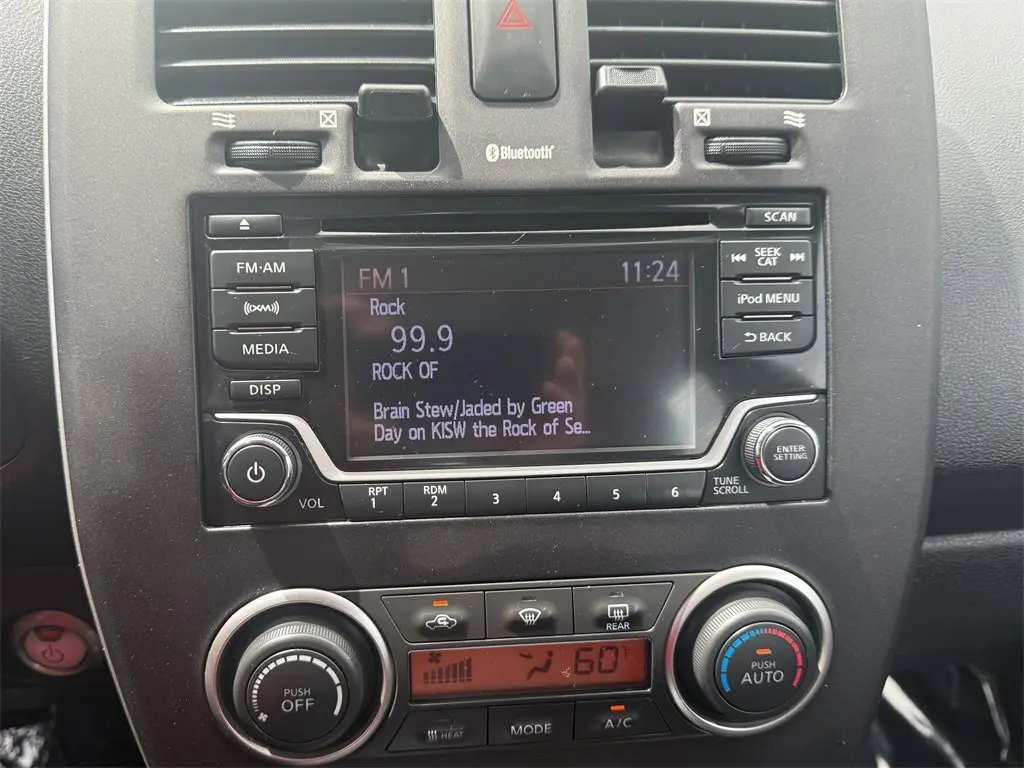 Bluetooth
SCAN
FM·AM
SEEK
CAT
XM
iPod MENU
MEDIA
BACK
DISP
FM 1
11:24
Rock
99.9
ROCK OF
Brain Stew/Jaded by Green
Day on KISW the Rock of Se...
ENTER
SETTING
VOL
RPT
1
RDM
2
3
4
5
6
TUNE
SCROLL
REAR
60°F
PUSH
OFF
PUSH
AUTO
HEAT
MODE
A/C